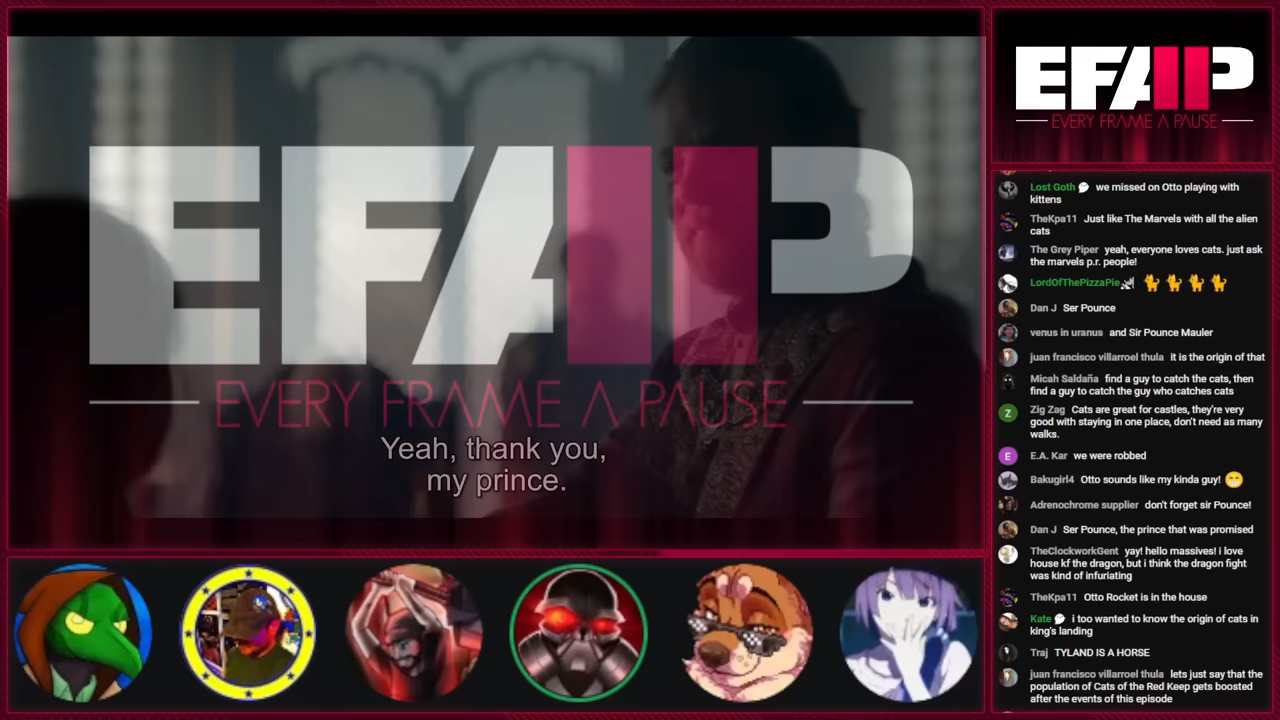 EFAP
EVERY FRAME A PAUSE
Yeah, thank you,
my prince.
EFAP
EVERY FRAME A PAUSE
Lost Goth we missed on Otto playing with
kittens
TheKpa11 Just like The Marvels with all the alien
cats
The Grey Piper yeah, everyone loves cats. just ask
the marvels p.r. people!
LordOfThePizzaPie
Dan J Ser Pounce
venus in uranus and Sir Pounce Mauler
juan francisco villarroel thula it is the origin of that
Micah Saldaña find a guy to catch the cats, then
find a guy to catch the guy who catches cats
Z
Zig Zag Cats are great for castles, they're very
good with staying in one place, don't need as many
walks.
E
E.A. Kar we were robbed
Bakugirl4 Otto sounds like my kinda guy!
Adrenochrome supplier don't forget sir Pounce!
Dan J Ser Pounce, the prince that was promised
TheClockworkGent yay! hello massives! i love
house kf the dragon, but i think the dragon fight
was kind of infuriating
TheKpa11 Otto Rocket is in the house
Kate i too wanted to know the origin of cats in
king's landing
Traj TYLAND IS A HORSE
juan francisco villarroel thula lets just say that the
population of Cats of the Red Keep gets boosted
after the events of this episode